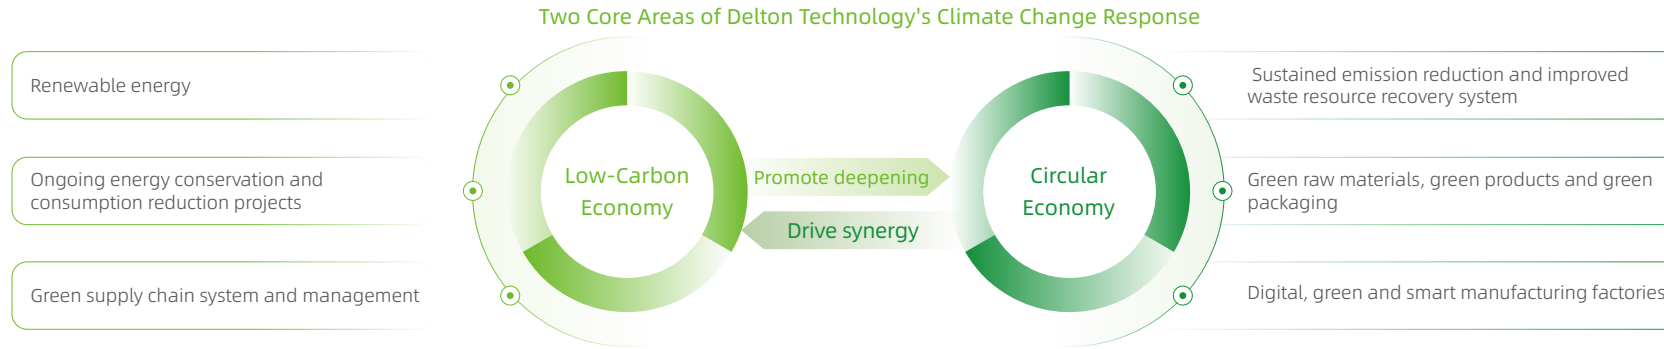 Two Core Areas of Delton Technology's Climate Change Response
Renewable energy
Ongoing energy conservation and
consumption reduction projects
Green supply chain system and management
Low-Carbon
Economy
Promote deepening
Drive synergy
Circular
Economy
Sustained emission reduction and improved
waste resource recovery system
Green raw materials, green products and green
packaging
Digital, green and smart manufacturing factories